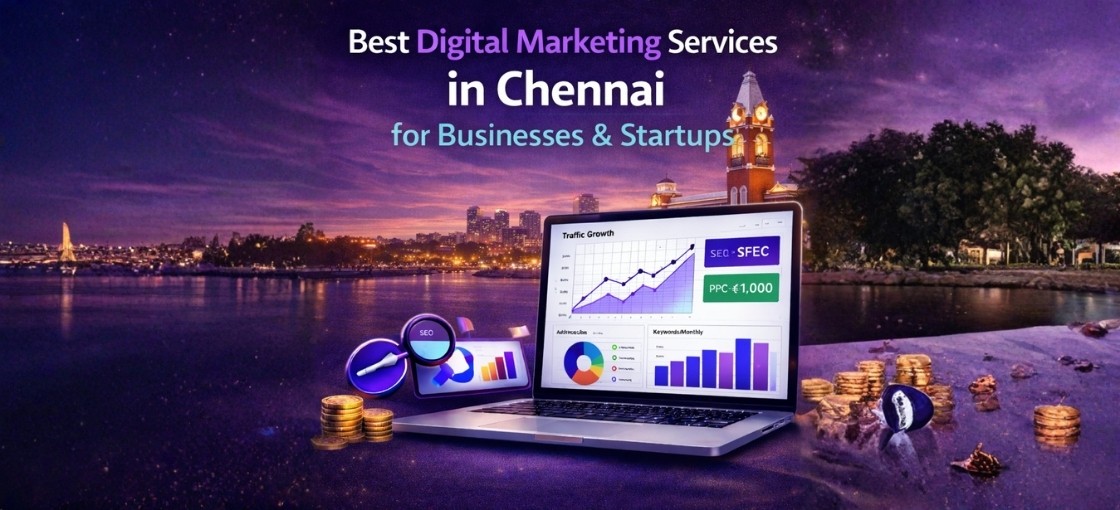 Best Digital Marketing Services
in Chennai
for Businesses & Startups
Traffic Growth
SEO - SFEC
PPC-€1,000
Keywords/Monthly
SEO